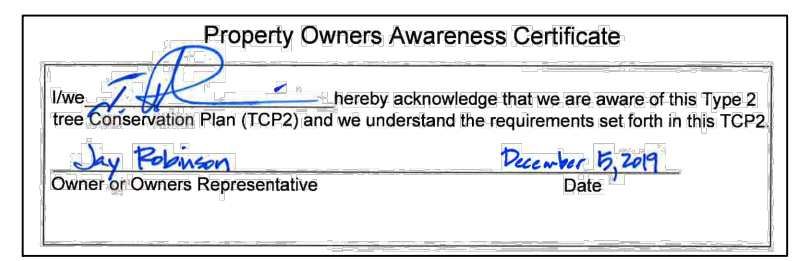 Property Owners Awareness Certificate
I/we hereby acknowledge that we are aware of this Type 2
tree Conservation Plan (TCP2) and we understand the requirements set forth in this TCP2
Jay Robinson December 5, 2019
Owner or Owners Representative Date